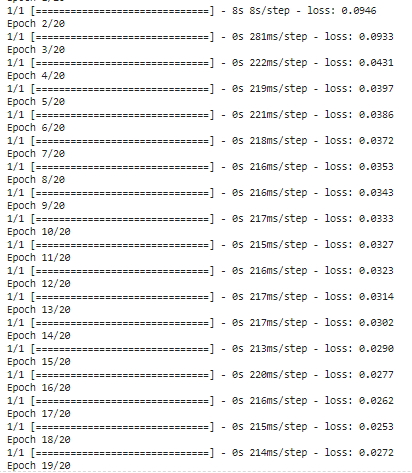 1/1 [==============================] - 8s 8s/step - loss: 0.0946
Epoch 2/20
1/1 [==============================] - 0s 281ms/step - loss: 0.0933
Epoch 3/20
1/1 [==============================] - 0s 222ms/step - loss: 0.0431
Epoch 4/20
1/1 [==============================] - 0s 219ms/step - loss: 0.0397
Epoch 5/20
1/1 [==============================] - 0s 221ms/step - loss: 0.0386
Epoch 6/20
1/1 [==============================] - 0s 218ms/step - loss: 0.0372
Epoch 7/20
1/1 [==============================] - 0s 216ms/step - loss: 0.0353
Epoch 8/20
1/1 [==============================] - 0s 216ms/step - loss: 0.0343
Epoch 9/20
1/1 [==============================] - 0s 217ms/step - loss: 0.0333
Epoch 10/20
1/1 [==============================] - 0s 215ms/step - loss: 0.0327
Epoch 11/20
1/1 [==============================] - 0s 216ms/step - loss: 0.0323
Epoch 12/20
1/1 [==============================] - 0s 217ms/step - loss: 0.0314
Epoch 13/20
1/1 [==============================] - 0s 217ms/step - loss: 0.0302
Epoch 14/20
1/1 [==============================] - 0s 213ms/step - loss: 0.0290
Epoch 15/20
1/1 [==============================] - 0s 220ms/step - loss: 0.0277
Epoch 16/20
1/1 [==============================] - 0s 216ms/step - loss: 0.0262
Epoch 17/20
1/1 [==============================] - 0s 215ms/step - loss: 0.0253
Epoch 18/20
1/1 [==============================] - 0s 214ms/step - loss: 0.0272
Epoch 19/20